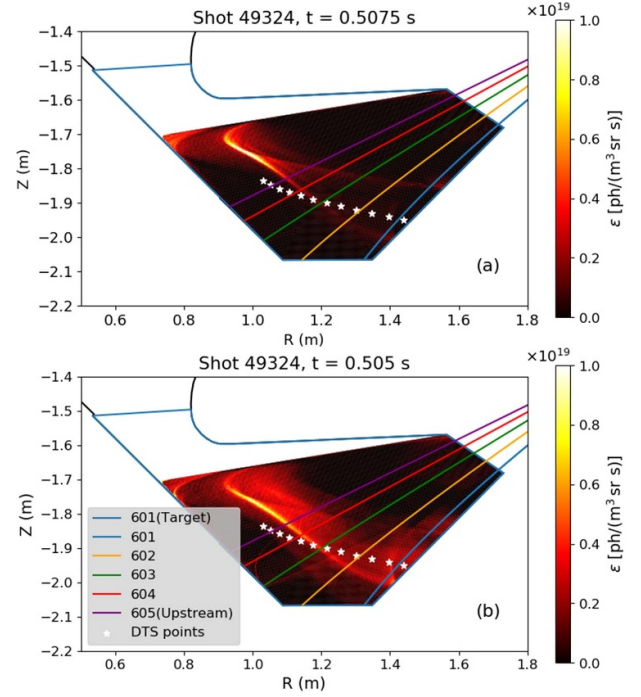 Shot 49324, t = 0.5075 s
×10¹⁹
−1.4
−1.5
−1.6
−1.7
−1.8
−1.9
−2.0
−2.1
−2.2
Z (m)
0.6 0.8 1.0 1.2 1.4 1.6 1.8
R (m)
(a)
1.0
0.8
0.6
0.4
0.2
0.0
ε [ph/(m³ sr s)]
Shot 49324, t = 0.505 s
×10¹⁹
−1.4
−1.5
−1.6
−1.7
−1.8
−1.9
−2.0
−2.1
−2.2
Z (m)
601(Target)
601
602
603
604
605(Upstream)
DTS points
0.6 0.8 1.0 1.2 1.4 1.6 1.8
R (m)
(b)
1.0
0.8
0.6
0.4
0.2
0.0
ε [ph/(m³ sr s)]